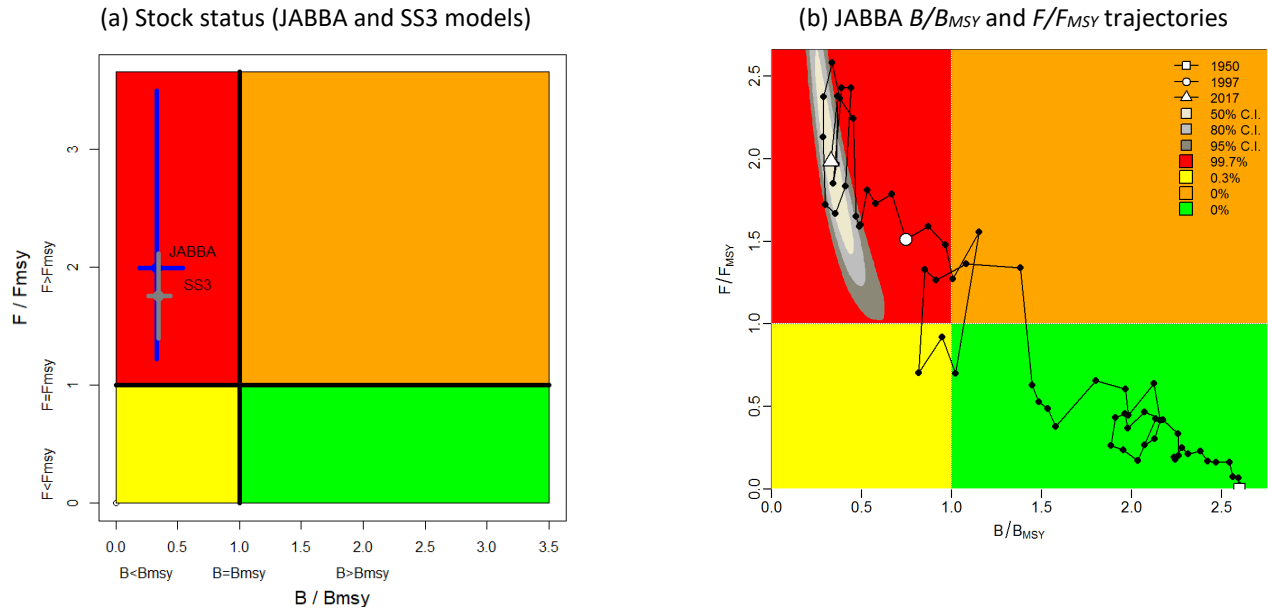 (a) Stock status (JABBA and SS3 models)
F / Fmsy
F<Fmsy
F=Fmsy
F>Fmsy
3
2
1
0
JABBA
SS3
0.0 0.5 1.0 1.5 2.0 2.5 3.0 3.5
B<Bmsy B=Bmsy B>Bmsy
B / Bmsy
(b) JABBA B/BMSY and F/FMSY trajectories
F/FMSY
2.5
2.0
1.5
1.0
0.5
0.0
1950
1997
2017
50% C.I.
80% C.I.
95% C.I.
99.7%
0.3%
0%
0%
0.0 0.5 1.0 1.5 2.0 2.5
B/BMSY